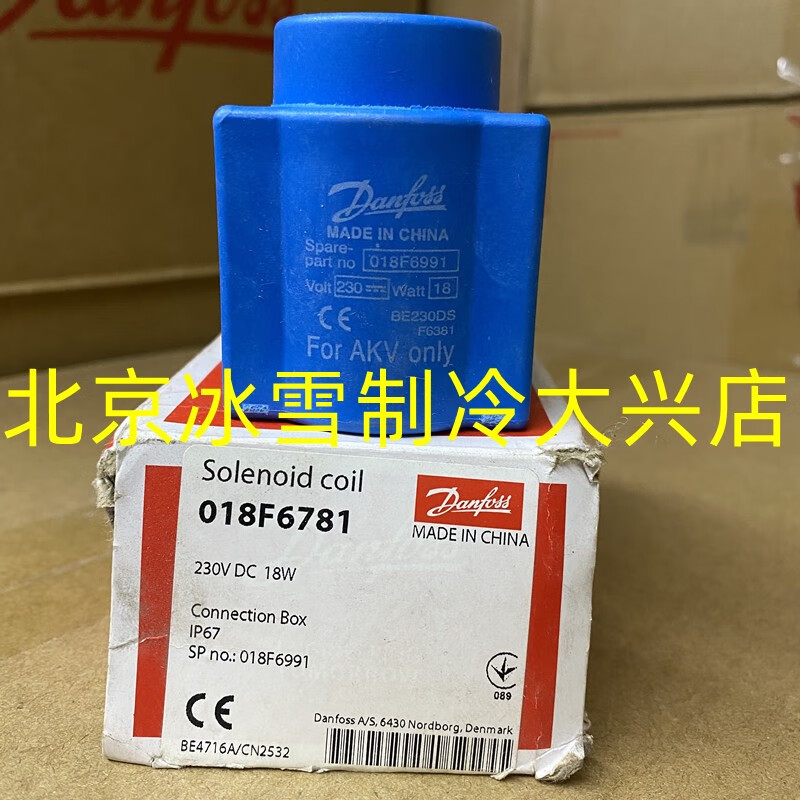 Danfoss
Danfoss
MADE IN CHINA
Spare-
part no 018F6991
Volt 230 Watt 18
CE BE230DS
F6381
For AKV only
北京冰雪制冷大兴店
Solenoid coil
018F6781
Danfoss
MADE IN CHINA
230V DC 18W
Connection Box
IP67
SP no.: 018F6991
089
CE
Danfoss A/S, 6430 Nordborg, Denmark
BE4716A/CN2532